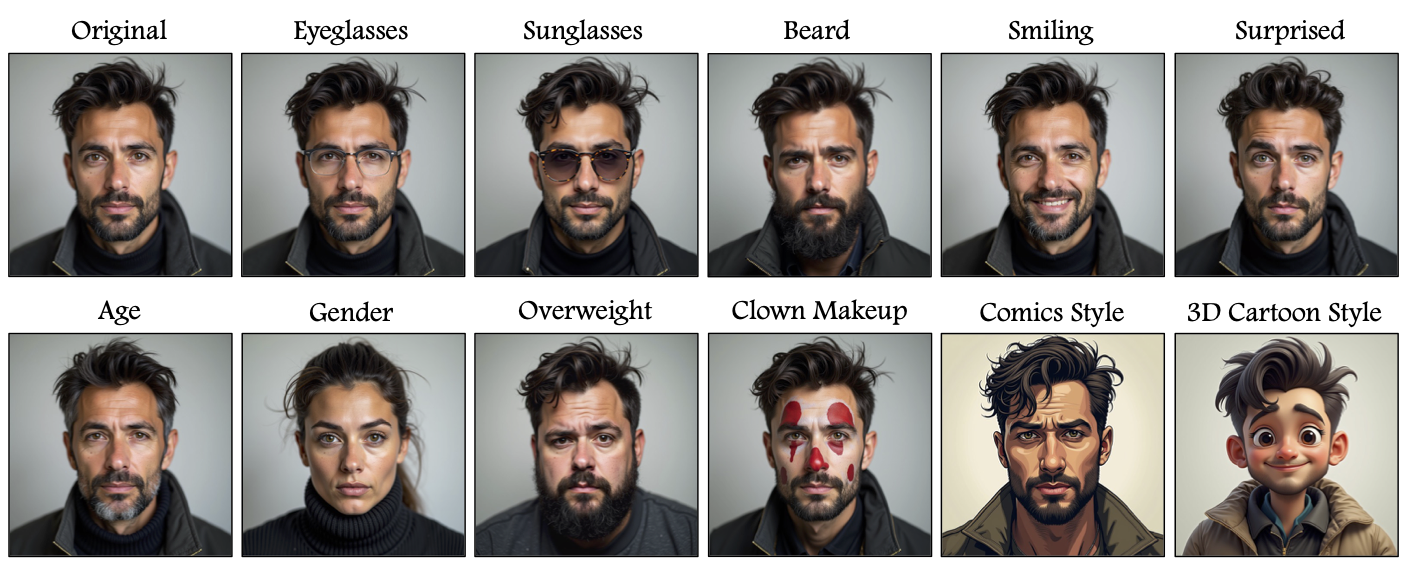 Original Eyeglasses Sunglasses Beard Smiling Surprised
Age Gender Overweight Clown Makeup Comics Style 3D Cartoon Style